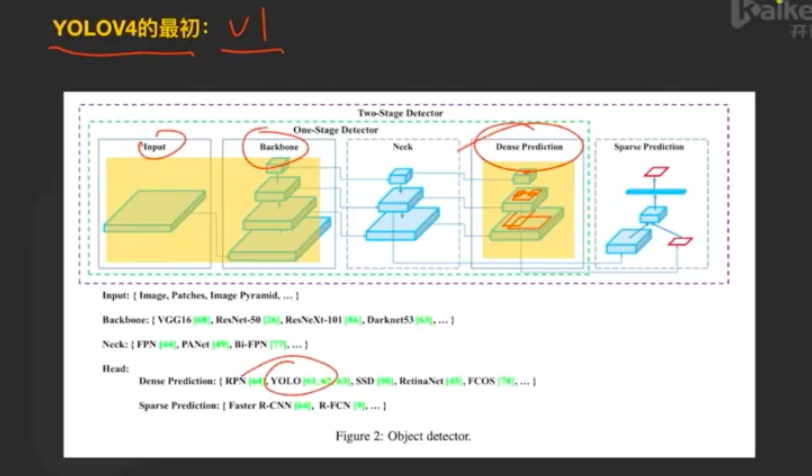 YOLOV4的最初： v1
Kaike
开
Two-Stage Detector
One-Stage Detector
Input Backbone Neck Dense Prediction Sparse Prediction
Input: { Image, Patches, Image Pyramid, … }
Backbone: { VGG16 [68], ResNet-50 [26], ResNeXt-101 [86], Darknet53 [63], … }
Neck: { FPN [44], PANet [49], Bi-FPN [77], … }
Head:
Dense Prediction: { RPN [64], YOLO [61, 62, 63], SSD [50], RetinaNet [45], FCOS [78], … }
Sparse Prediction: { Faster R-CNN [64], R-FCN [9], … }
Figure 2: Object detector.